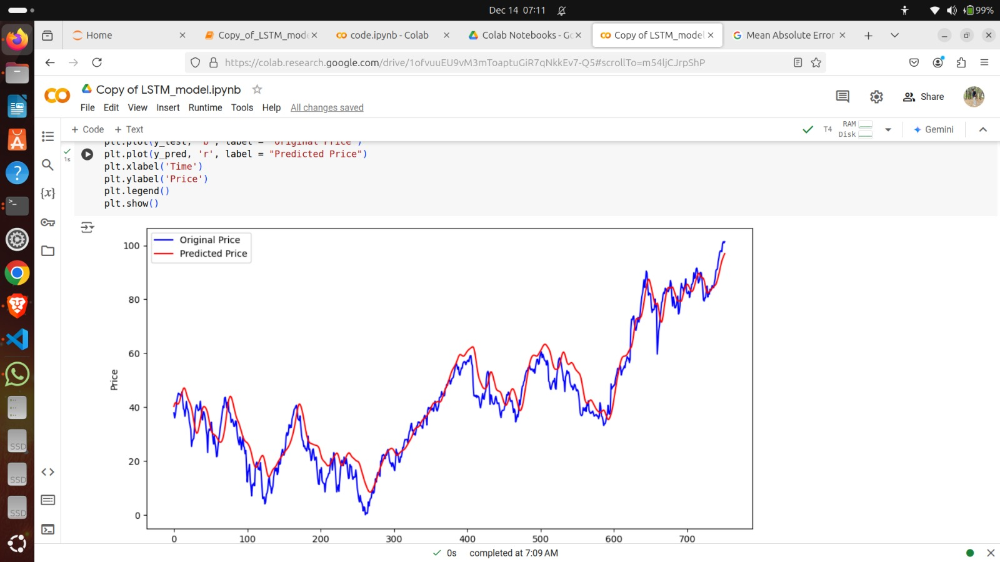 Dec 14 07:11
99%
Home
Copy_of_LSTM_mod
code.ipynb - Colab
Colab Notebooks - Go
Copy of LSTM_model
Mean Absolute Error
https://colab.research.google.com/drive/1ofvuuEU9vM3mToaptuGiR7qNkkEv7-Q5#scrollTo=m54ljCJrpShP
Copy of LSTM_model.ipynb
Share
File Edit View Insert Runtime Tools Help All changes saved
+ Code + Text
T4
RAM
Disk
Gemini
plt.plot(y_test, 'b', label = "Original Price")
1s
plt.plot(y_pred, 'r', label = "Predicted Price")
plt.xlabel('Time')
plt.ylabel('Price')
plt.legend()
plt.show()
{x}
Original Price
Predicted Price
100
80
60
40
20
0
Price
0 100 200 300 400 500 600 700
SSD
SSD
SSD
0s completed at 7:09 AM